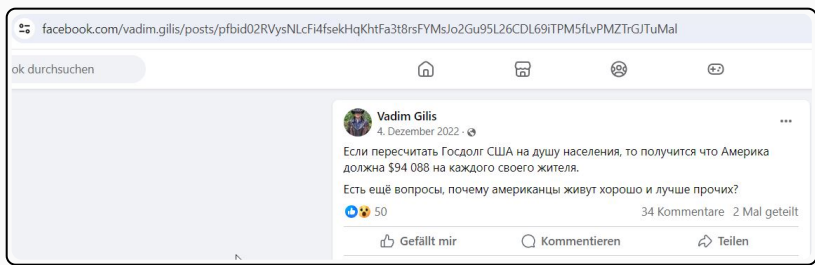 facebook.com/vadim.gilis/posts/pfbid02RVysNLcFi4fsekHqKhtFa3t8rsFYMsJo2Gu95L26CDL69iTPM5fLvPMZTrGJTuMal
ok durchsuchen
Vadim Gilis
4. Dezember 2022 ·
Если пересчитать Госдолг США на душу населения, то получится что Америка
должна $94 088 на каждого своего жителя.
Есть ещё вопросы, почему американцы живут хорошо и лучше прочих?
50
34 Kommentare 2 Mal geteilt
Gefällt mir
Kommentieren
Teilen